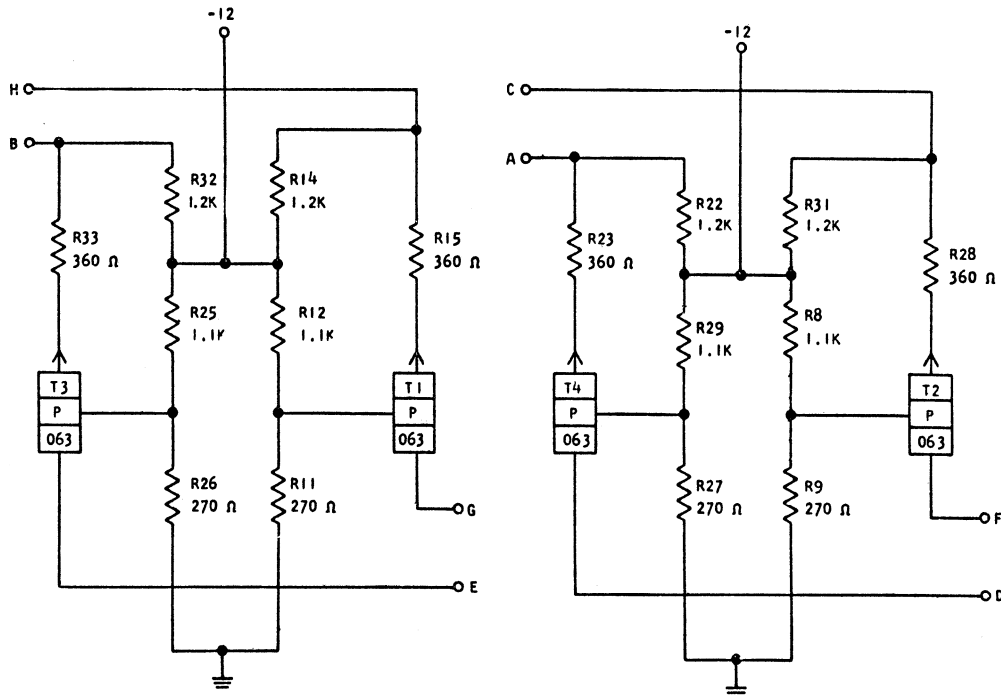 -12
H
B
R32
1.2K
R14
1.2K
R33
360 Ω
R15
360 Ω
R25
1.1K
R12
1.1K
T3
P
063
T1
P
063
R26
270 Ω
R11
270 Ω
G
E
-12
C
A
R22
1.2K
R31
1.2K
R23
360 Ω
R28
360 Ω
R29
1.1K
R8
1.1K
T4
P
063
T2
P
063
R27
270 Ω
R9
270 Ω
F
D